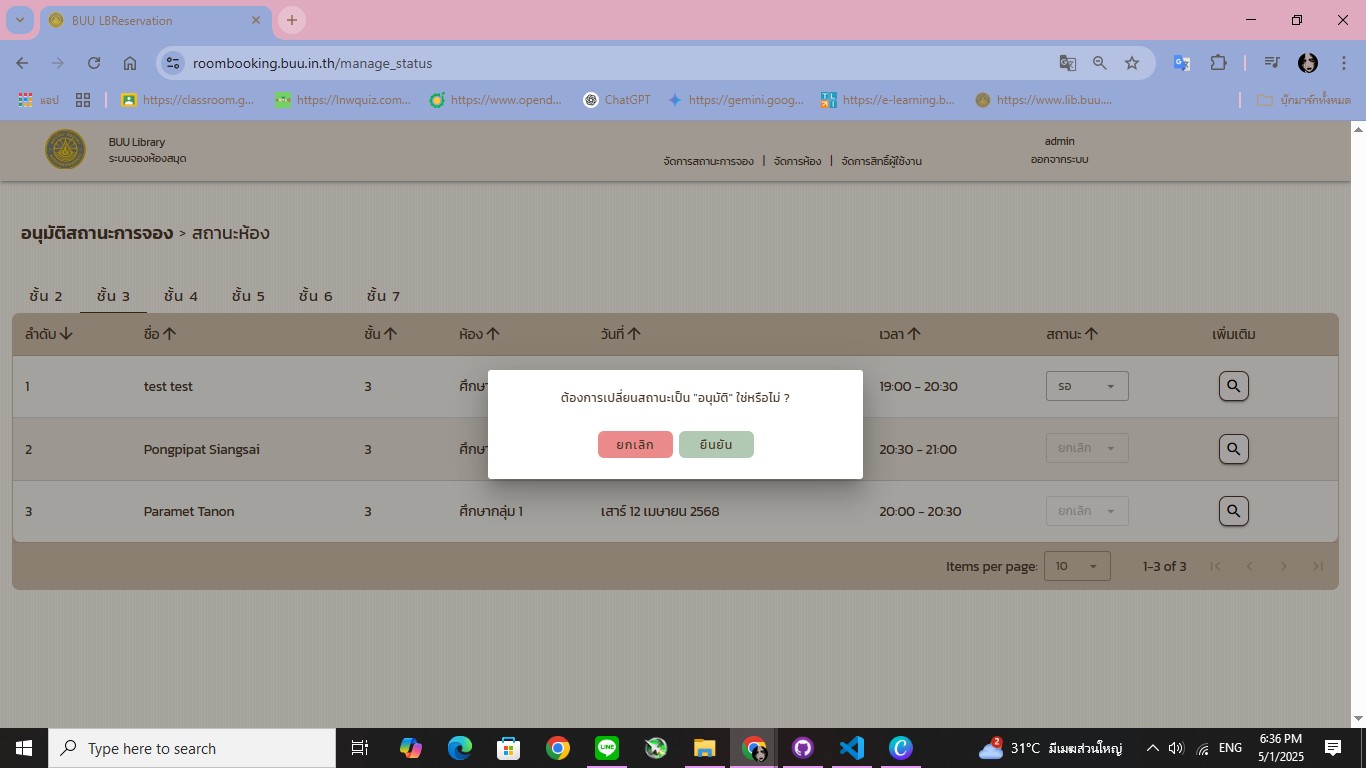 BUU LBReservation
roombooking.buu.in.th/manage_status
แอป
https://classroom.g...
https://lnwquiz.com...
https://www.opend...
ChatGPT
https://gemini.goog...
https://e-learning.b...
https://www.lib.buu....
บุ๊กมาร์กทั้งหมด
BUU Library
ระบบจองห้องสมุด
จัดการสถานะการจอง | จัดการห้อง | จัดการสิทธิ์ผู้ใช้งาน
admin
ออกจากระบบ
อนุมัติสถานะการจอง > สถานะห้อง
ชั้น 2 ชั้น 3 ชั้น 4 ชั้น 5 ชั้น 6 ชั้น 7
ลำดับ ชื่อ ชั้น ห้อง วันที่ เวลา สถานะ เพิ่มเติม
1 test test 3 ศึกษา 19:00 - 20:30 รอ
ต้องการเปลี่ยนสถานะเป็น "อนุมัติ" ใช่หรือไม่ ?
ยกเลิก ยืนยัน
2 Pongpipat Siangsai 3 ศึกษา 20:30 - 21:00 ยกเลิก
3 Paramet Tanon 3 ศึกษากลุ่ม 1 เสาร์ 12 เมษายน 2568 20:00 - 20:30 ยกเลิก
Items per page: 10 1-3 of 3
Type here to search
LINE
2
31°C มีเมฆส่วนใหญ่
ENG
6:36 PM
5/1/2025